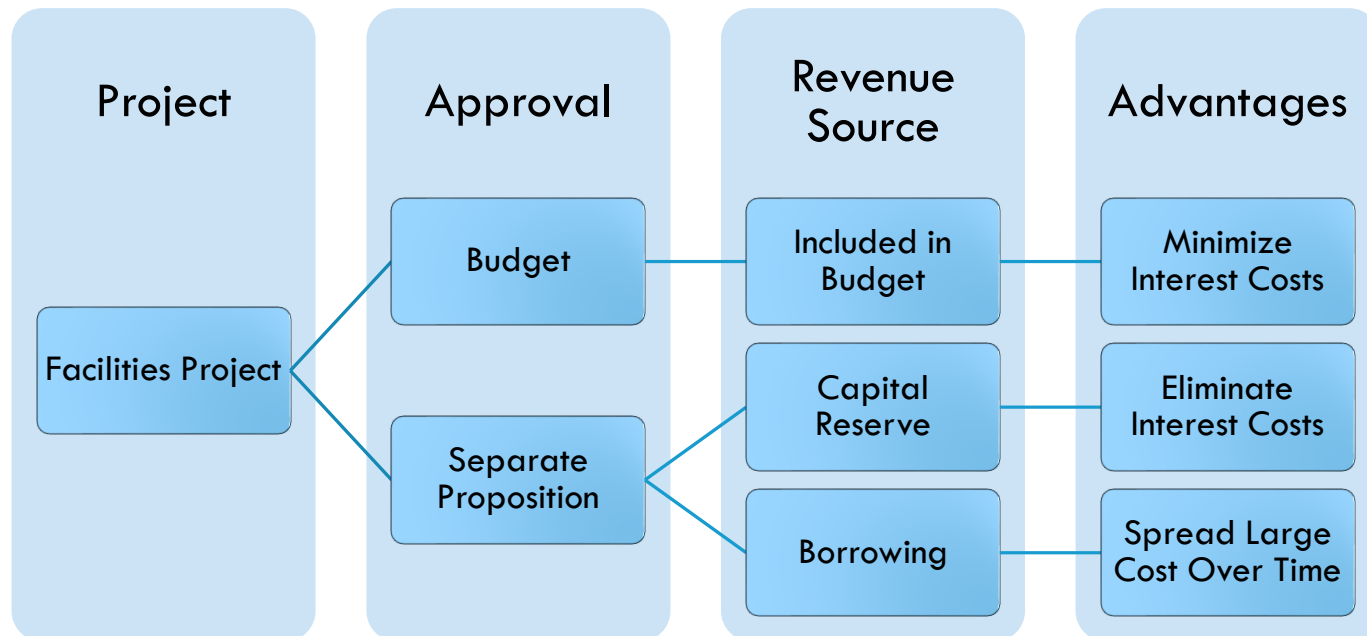 Project
Approval
Revenue
Source
Advantages
Facilities Project
Budget
Separate
Proposition
Included in
Budget
Capital
Reserve
Borrowing
Minimize
Interest Costs
Eliminate
Interest Costs
Spread Large
Cost Over Time